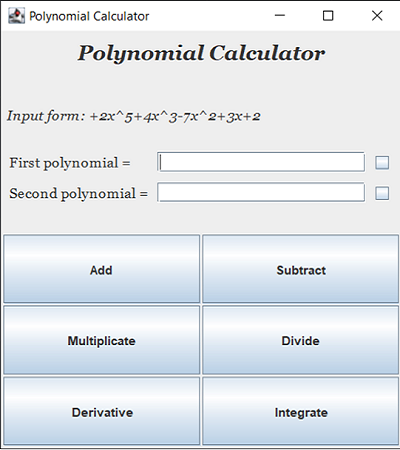 Polynomial Calculator
Polynomial Calculator
Input form: +2x^5+4x^3-7x^2+3x+2
First polynomial =
Second polynomial =
Add Subtract
Multiplicate Divide
Derivative Integrate